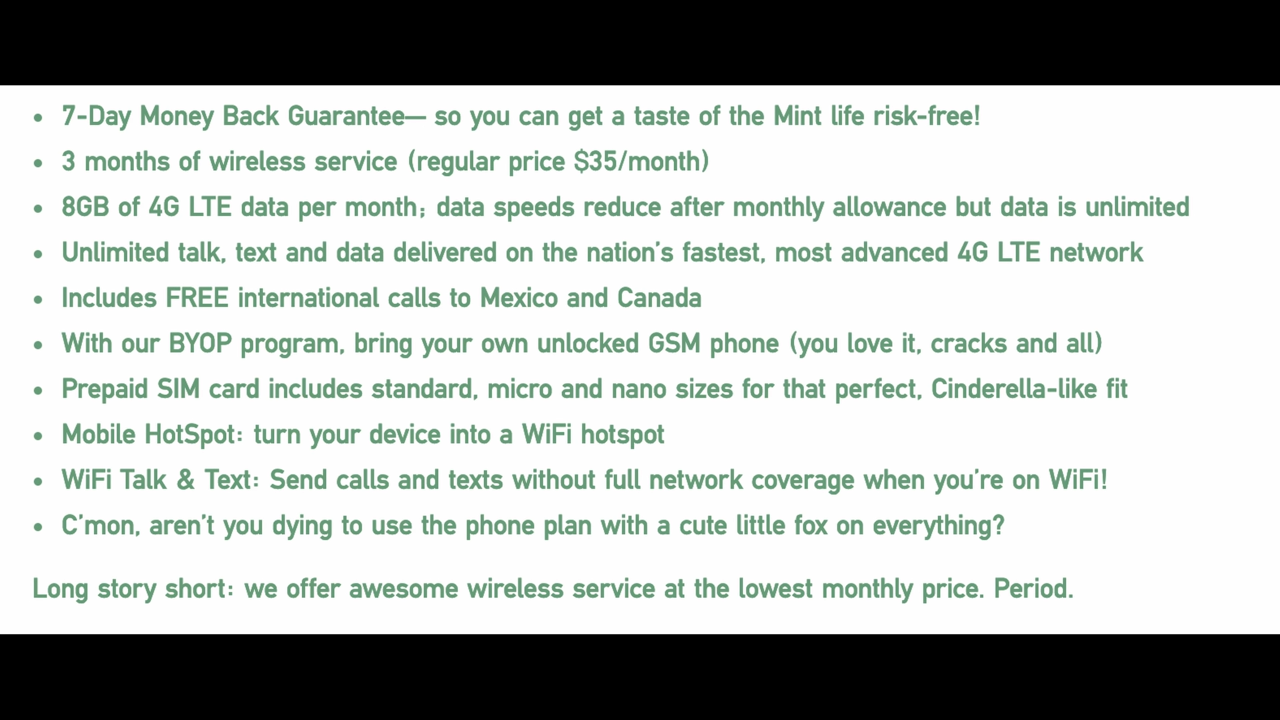 • 7-Day Money Back Guarantee— so you can get a taste of the Mint life risk-free!
• 3 months of wireless service (regular price $35/month)
• 8GB of 4G LTE data per month; data speeds reduce after monthly allowance but data is unlimited
• Unlimited talk, text and data delivered on the nation’s fastest, most advanced 4G LTE network
• Includes FREE international calls to Mexico and Canada
• With our BYOP program, bring your own unlocked GSM phone (you love it, cracks and all)
• Prepaid SIM card includes standard, micro and nano sizes for that perfect, Cinderella-like fit
• Mobile HotSpot: turn your device into a WiFi hotspot
• WiFi Talk & Text: Send calls and texts without full network coverage when you’re on WiFi!
• C’mon, aren’t you dying to use the phone plan with a cute little fox on everything?
Long story short: we offer awesome wireless service at the lowest monthly price. Period.